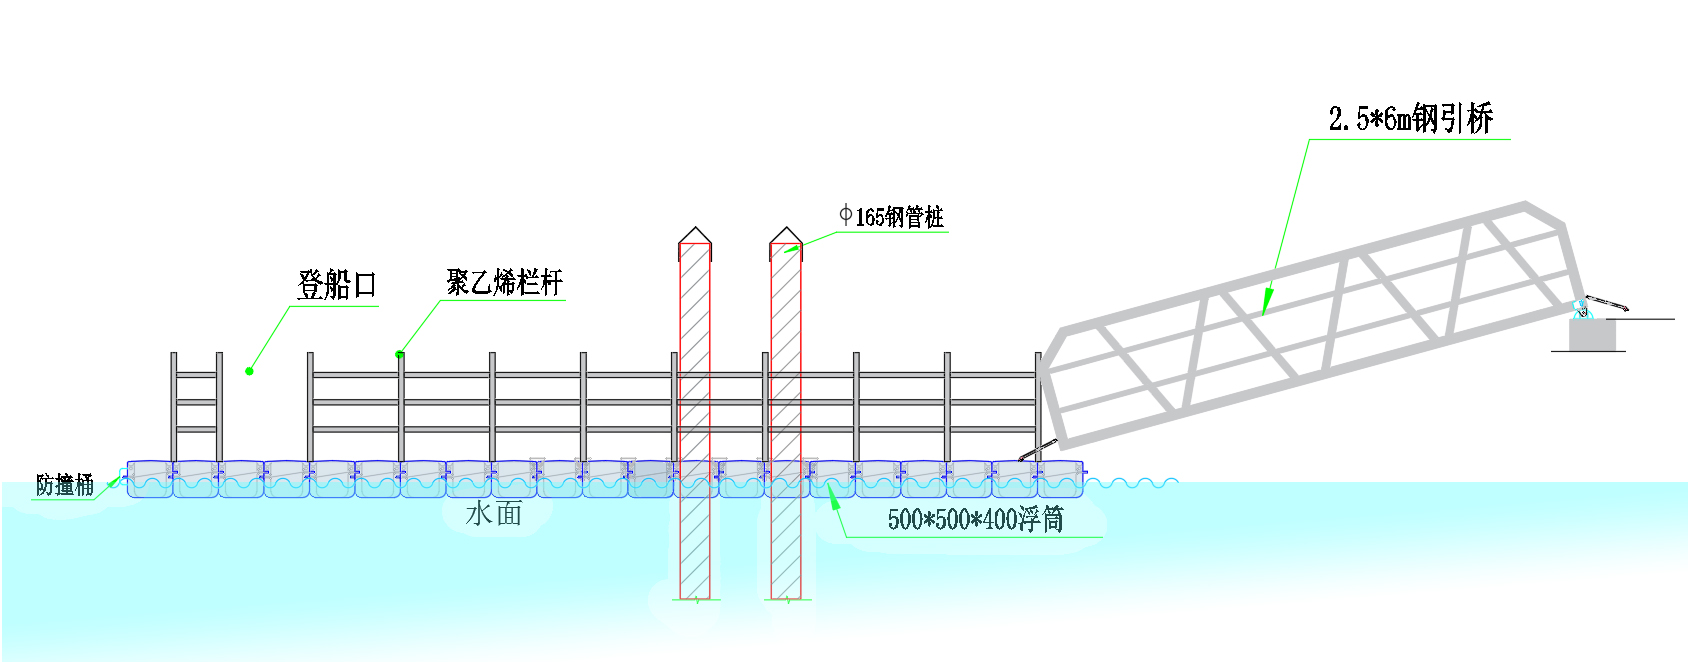 2.5*6m钢引桥
ф165钢管桩
登船口
聚乙烯栏杆
防撞桶
水面
500*500*400浮筒